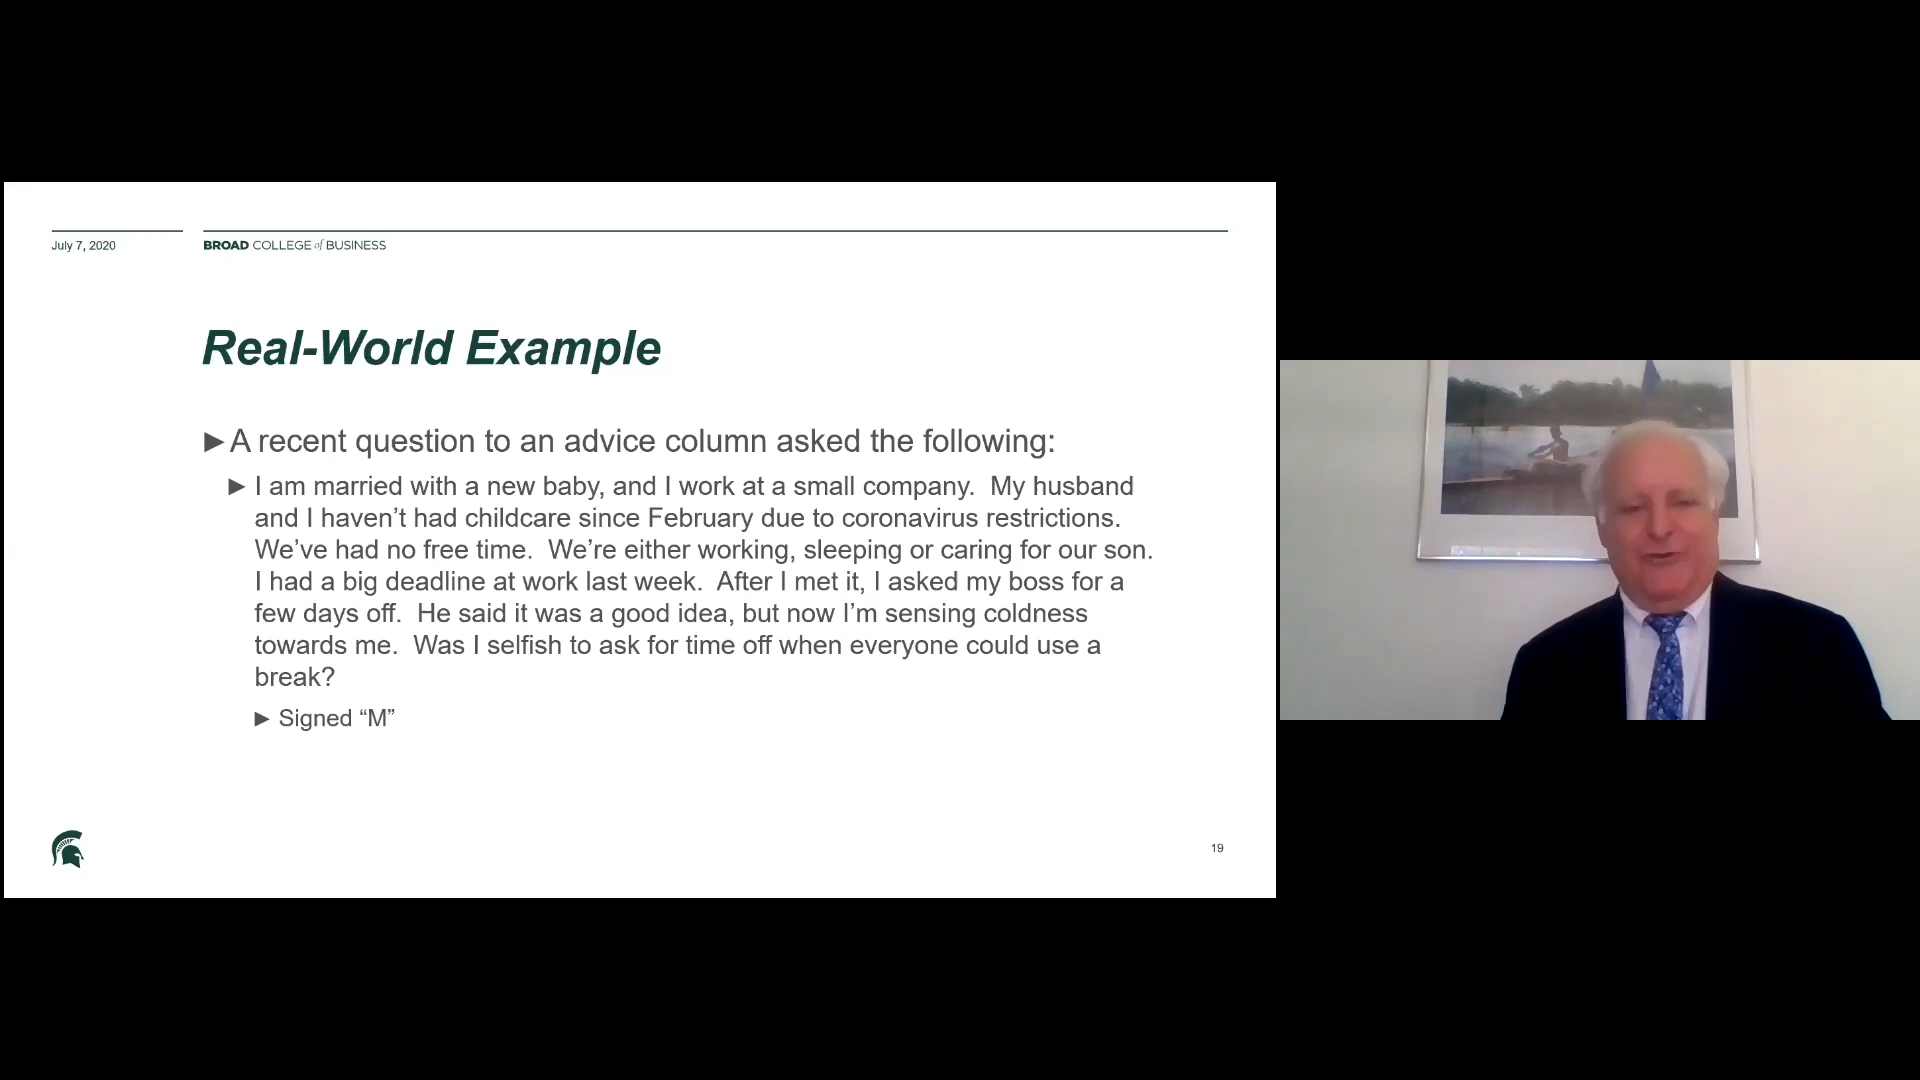 July 7, 2020
BROAD COLLEGE of BUSINESS
Real-World Example
►A recent question to an advice column asked the following:
► I am married with a new baby, and I work at a small company.  My husband
and I haven’t had childcare since February due to coronavirus restrictions.
We’ve had no free time.  We’re either working, sleeping or caring for our son.
I had a big deadline at work last week.  After I met it, I asked my boss for a
few days off.  He said it was a good idea, but now I’m sensing coldness
towards me.  Was I selfish to ask for time off when everyone could use a
break?
► Signed “M”
19